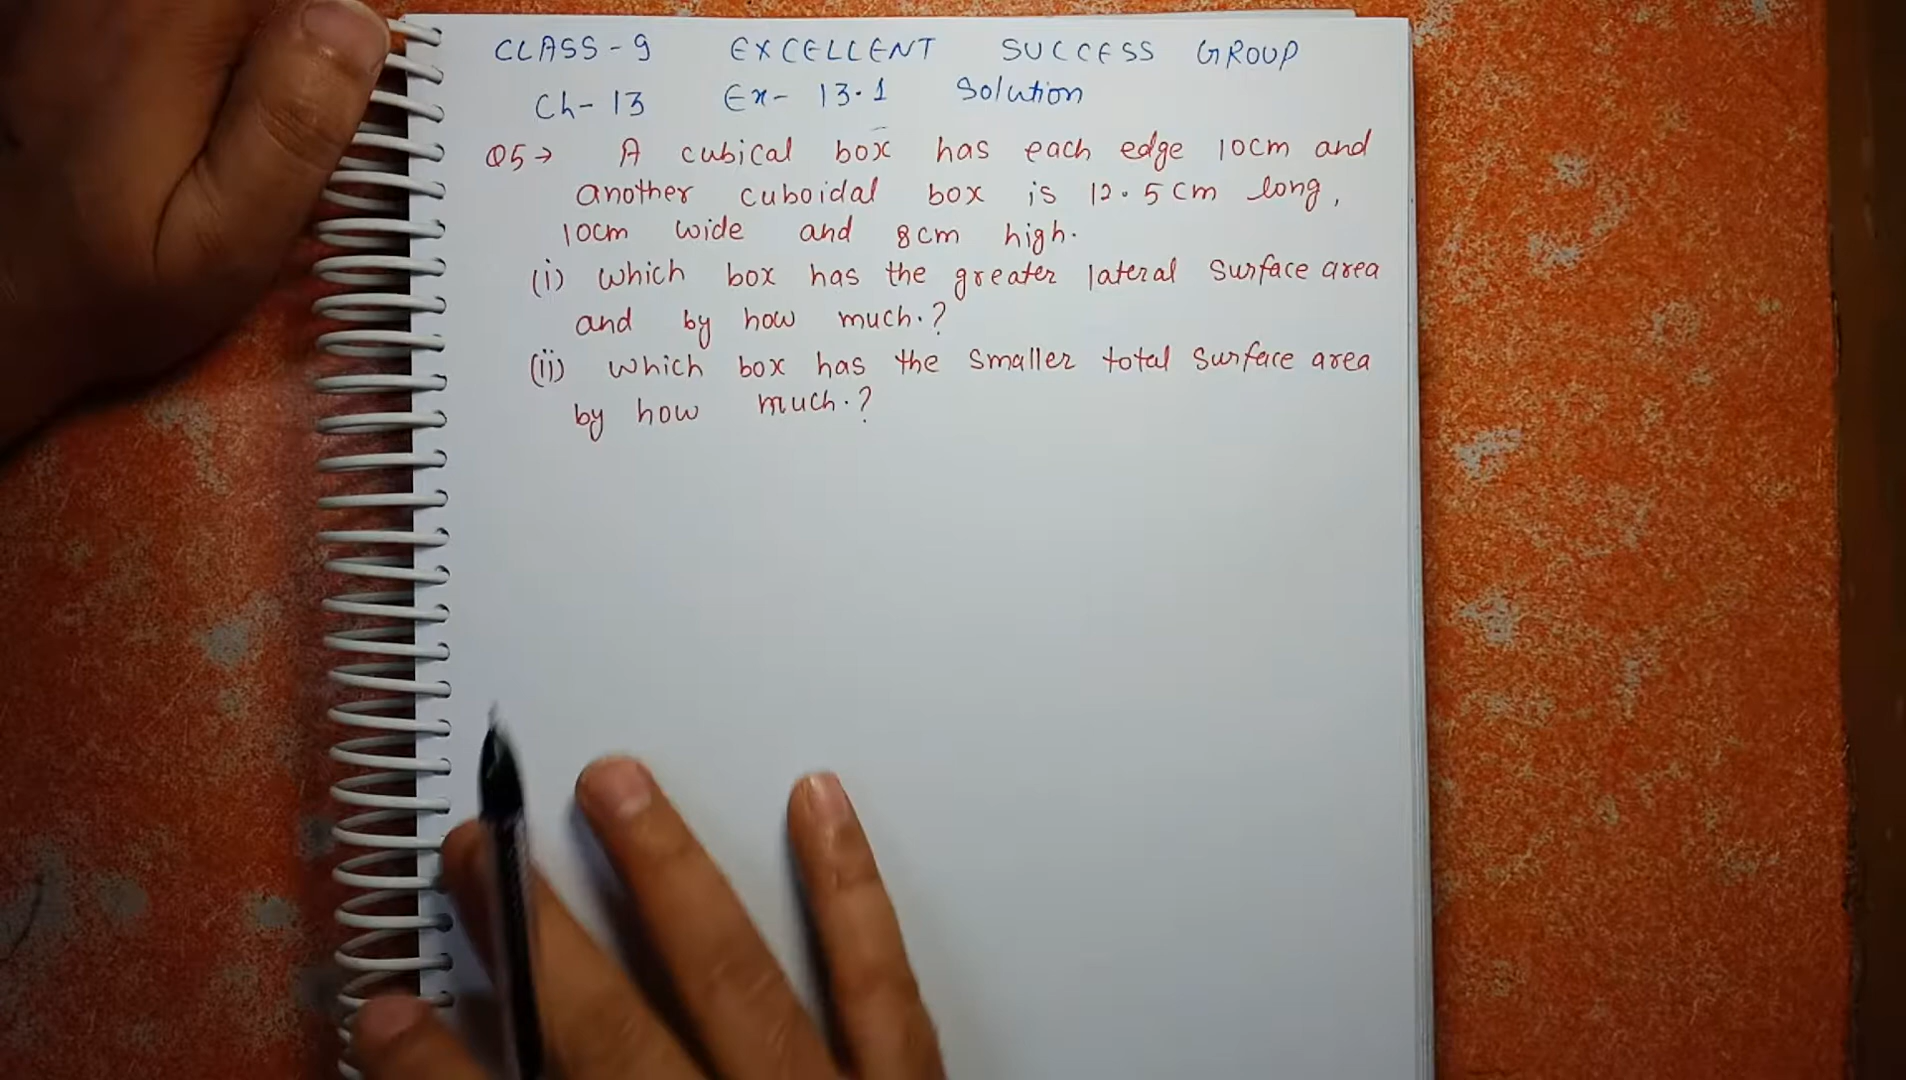 CLASS-9 EXCELLENT SUCCESS GROUP
Ch-13 Ex-13.1 Solution
Q5→ A cubical box has each edge 10cm and
another cuboidal box is 12.5cm long,
10cm wide and 8cm high.
(i) which box has the greater lateral surface area
and by how much.?
(ii) which box has the smaller total surface area
by how much.?